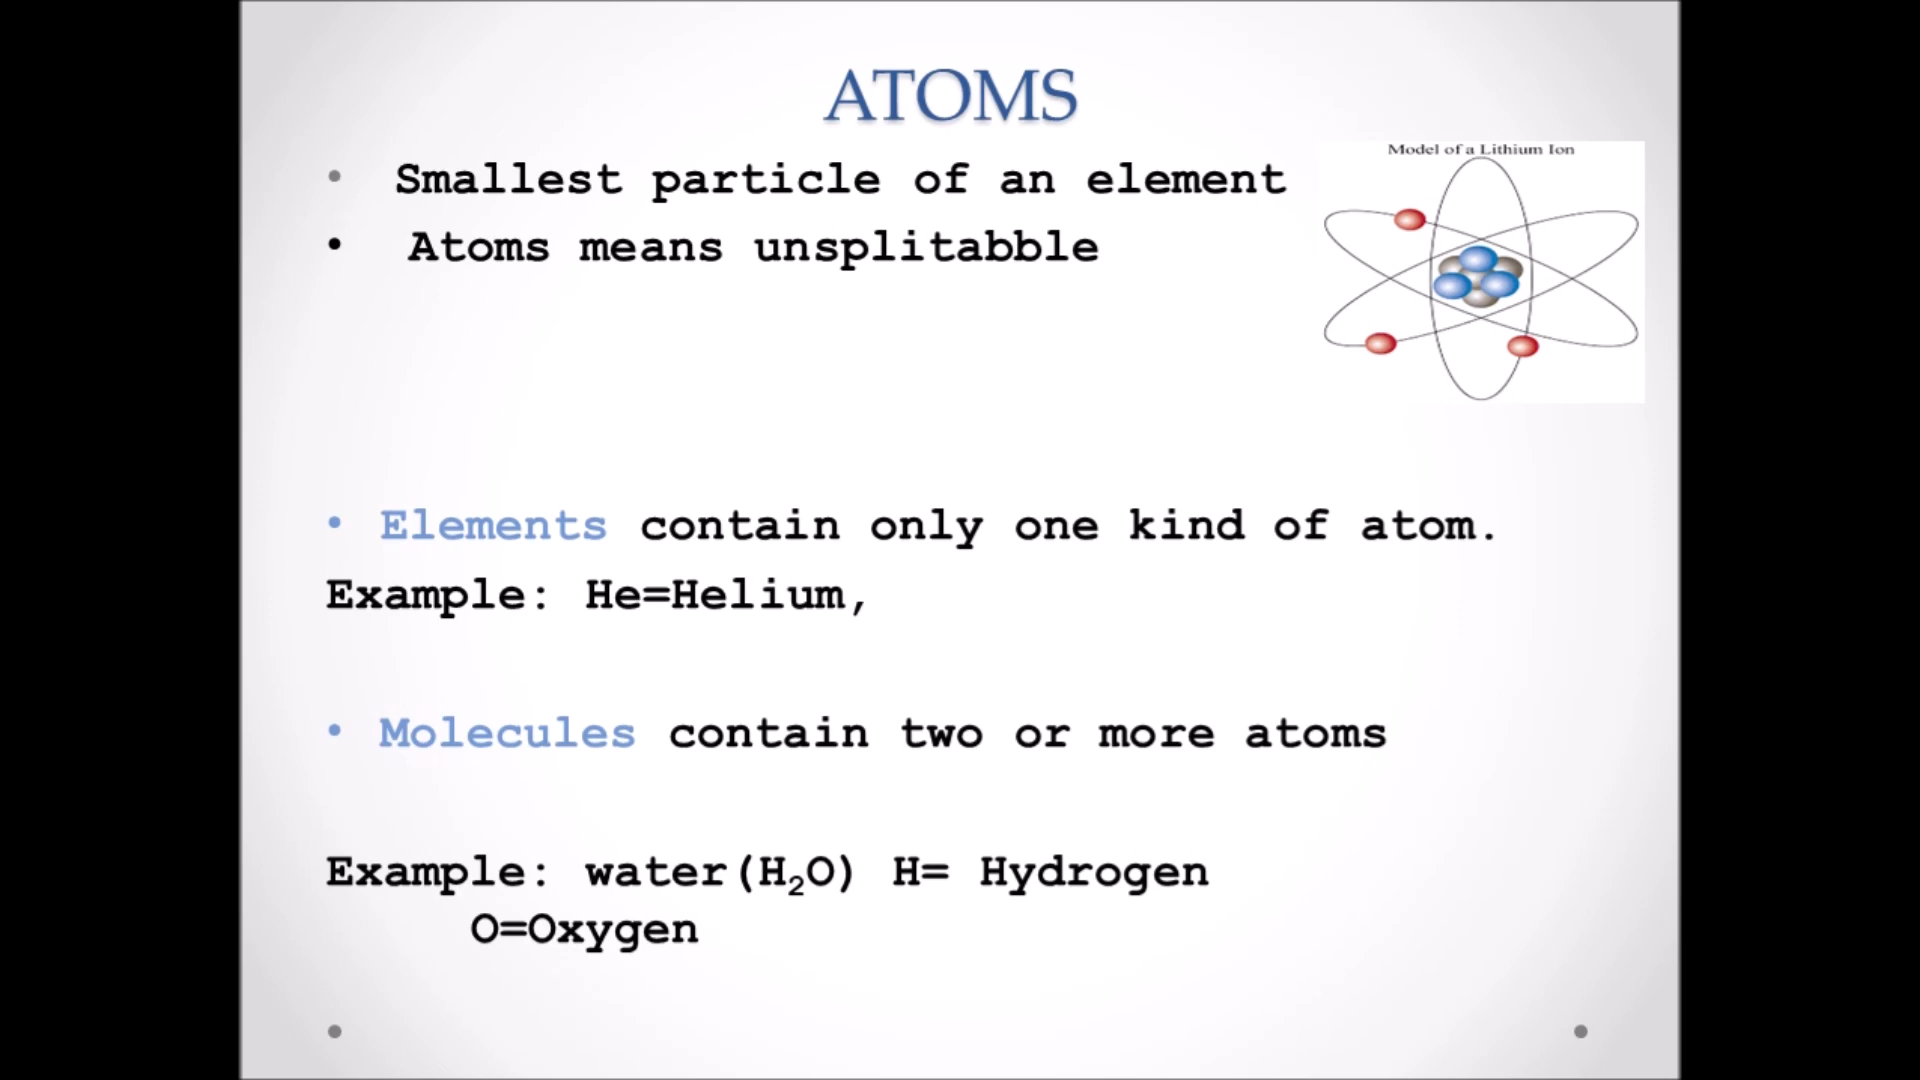 ATOMS
Model of a Lithium Ion
• Smallest particle of an element
• Atoms means unsplitabble
• Elements contain only one kind of atom.
Example: He=Helium,
• Molecules contain two or more atoms
Example: water(H₂O) H= Hydrogen
O=Oxygen